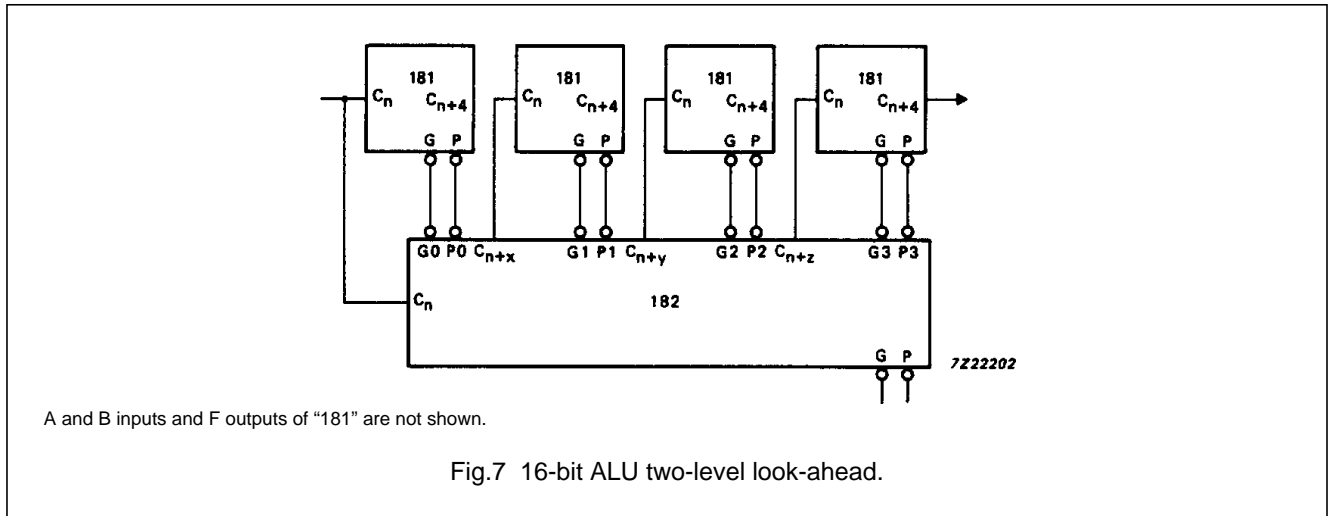 181 181 181 181
Cn Cn+4 Cn Cn+4 Cn Cn+4 Cn Cn+4
G P G P G P G P
G0 P0 Cn+x G1 P1 Cn+y G2 P2 Cn+z G3 P3
Cn 182
G P
7Z22202
A and B inputs and F outputs of “181” are not shown.
Fig.7 16-bit ALU two-level look-ahead.